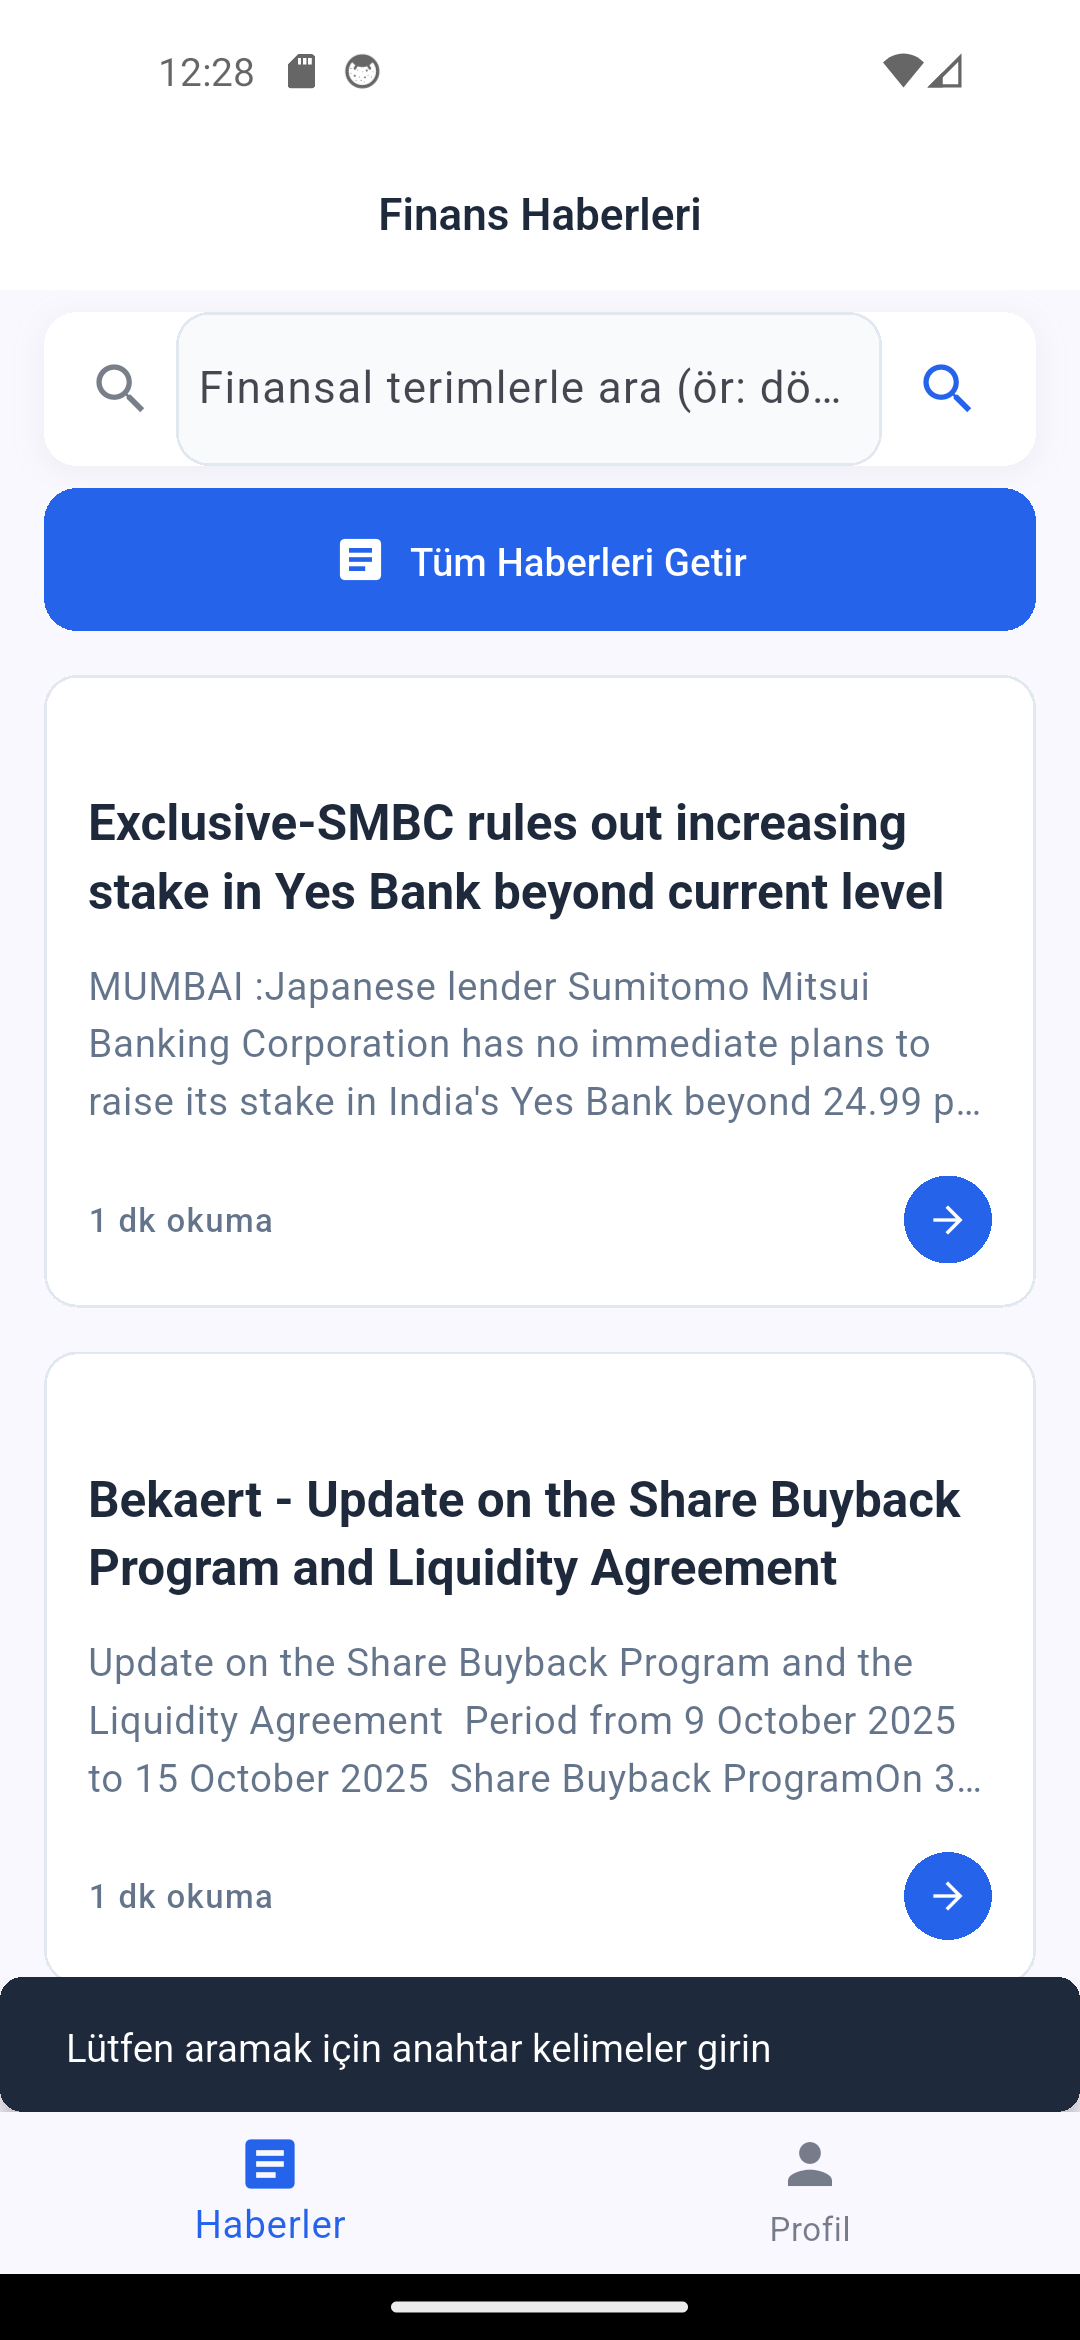 12:28
Finans Haberleri
Finansal terimlerle ara (ör: dö…
Tüm Haberleri Getir
Exclusive-SMBC rules out increasing
stake in Yes Bank beyond current level
MUMBAI :Japanese lender Sumitomo Mitsui
Banking Corporation has no immediate plans to
raise its stake in India's Yes Bank beyond 24.99 p…
1 dk okuma
Bekaert - Update on the Share Buyback
Program and Liquidity Agreement
Update on the Share Buyback Program and the
Liquidity Agreement  Period from 9 October 2025
to 15 October 2025  Share Buyback ProgramOn 3…
1 dk okuma
Lütfen aramak için anahtar kelimeler girin
Haberler
Profil